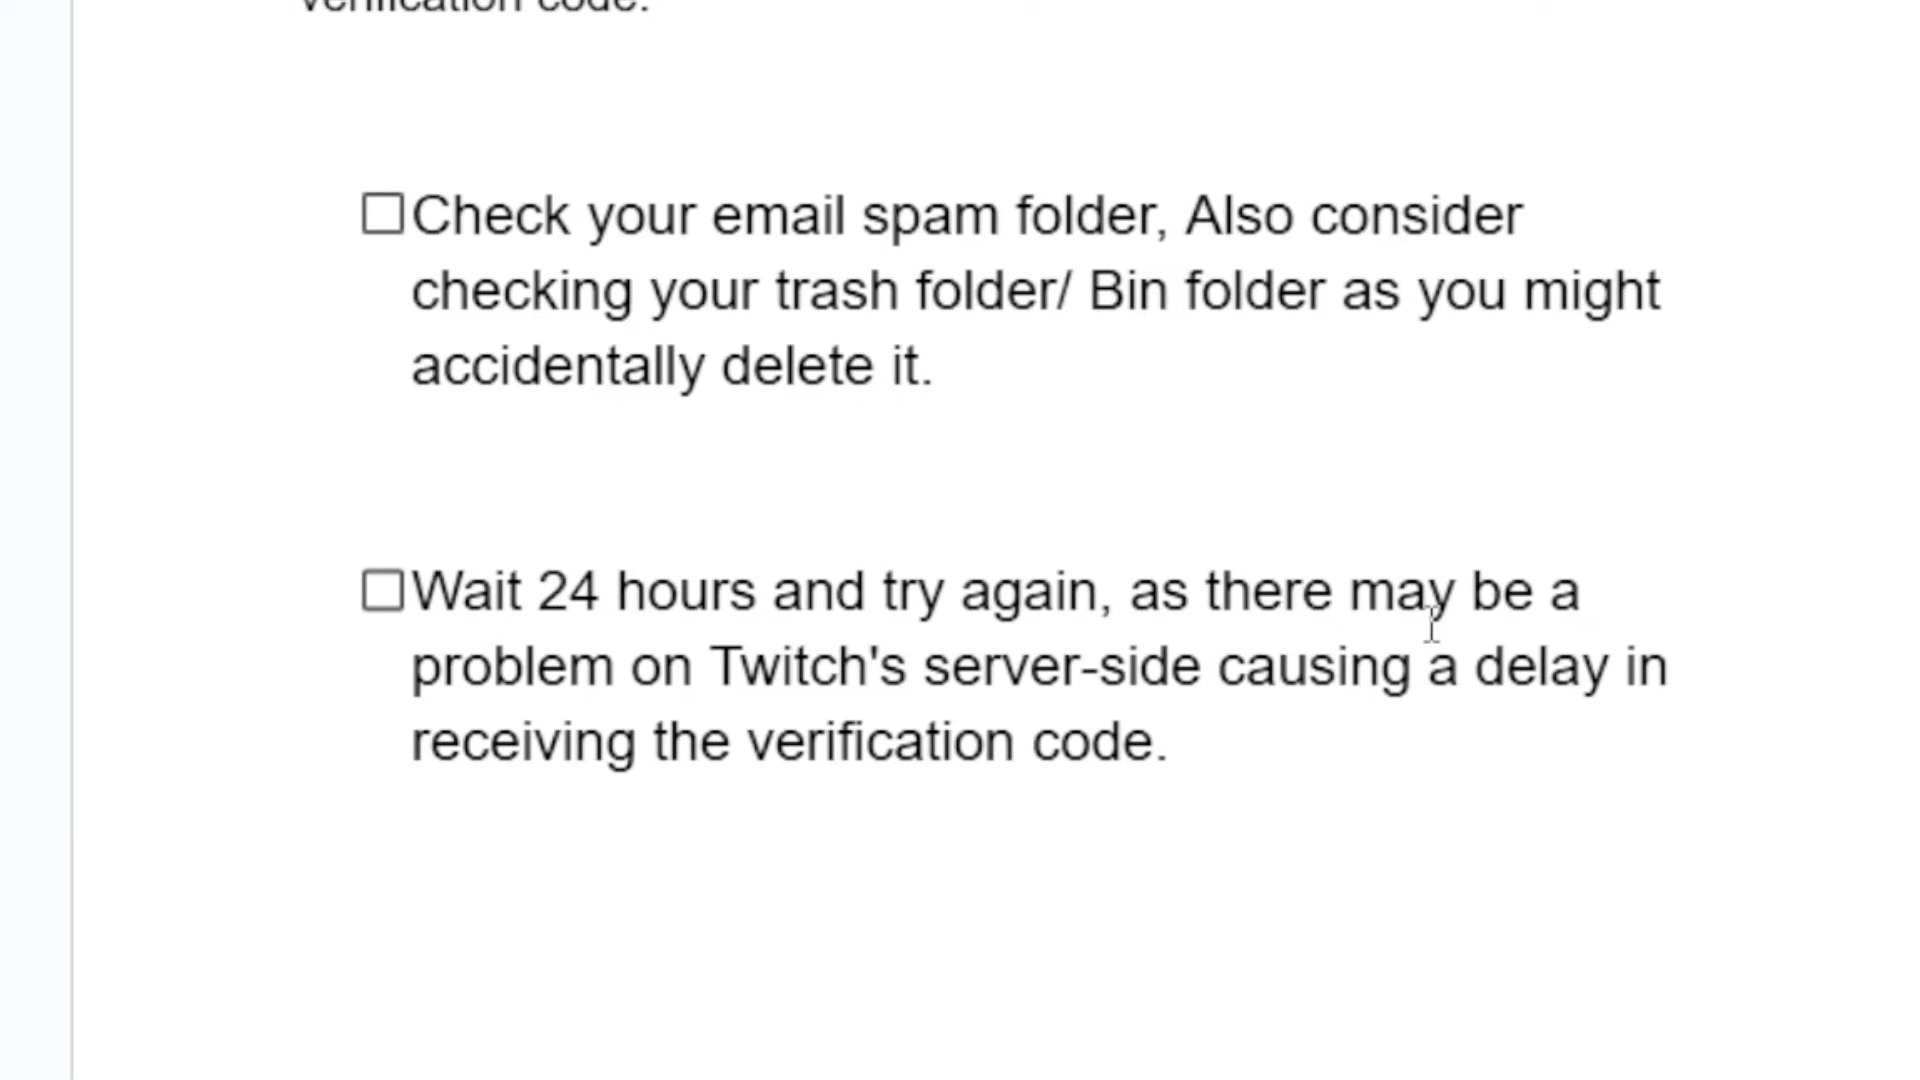 verification code.
Check your email spam folder, Also consider
checking your trash folder/ Bin folder as you might
accidentally delete it.
Wait 24 hours and try again, as there may be a
problem on Twitch's server-side causing a delay in
receiving the verification code.